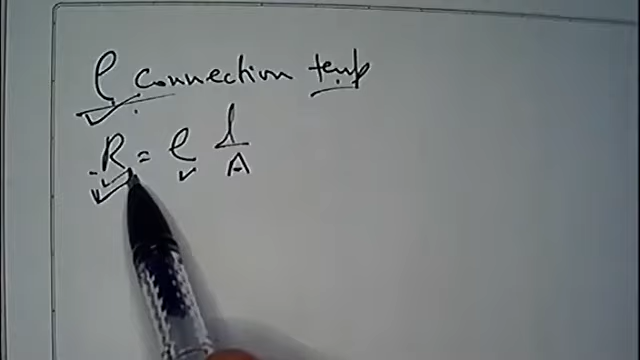 ρ connection temp
R = ρ l/A